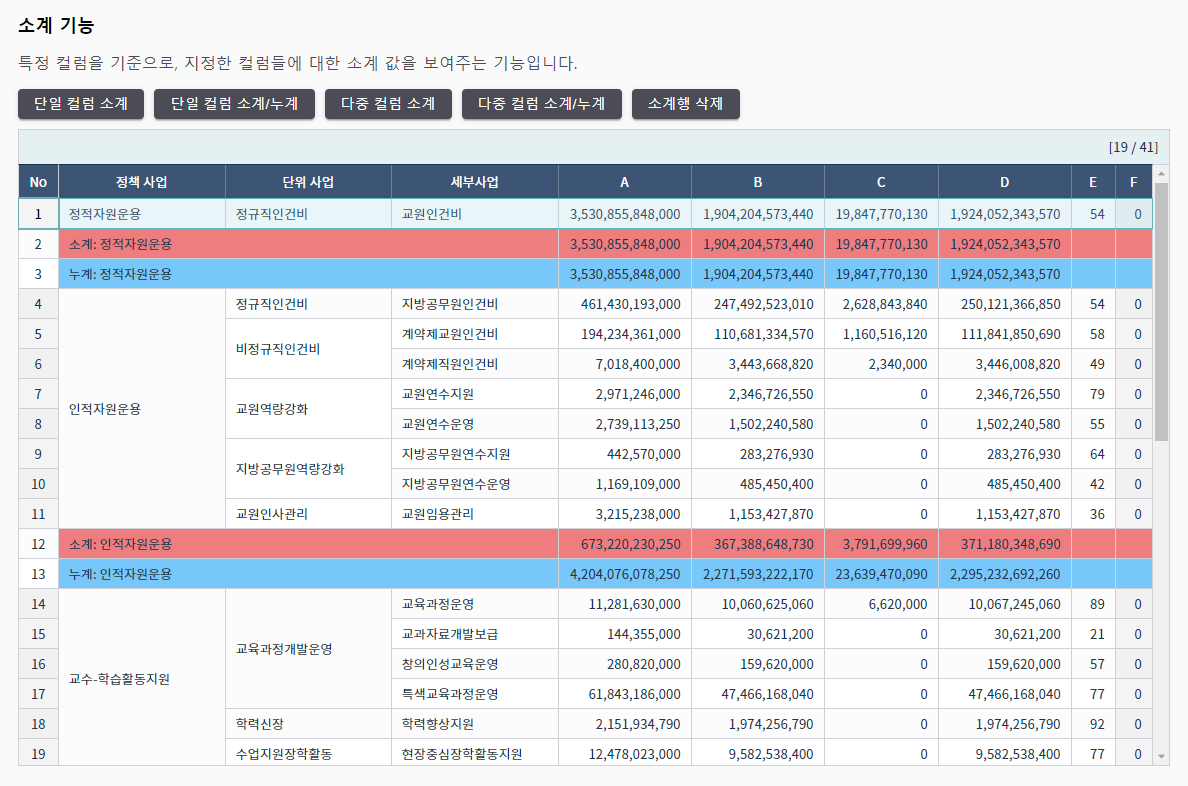 소계 기능
특정 컬럼을 기준으로, 지정한 컬럼들에 대한 소계 값을 보여주는 기능입니다.
단일 컬럼 소계 단일 컬럼 소계/누계 다중 컬럼 소계 다중 컬럼 소계/누계 소계행 삭제
[19 / 41]
No 정책 사업 단위 사업 세부사업 A B C D E F
1 정적자원운용 정규직인건비 교원인건비 3,530,855,848,000 1,904,204,573,440 19,847,770,130 1,924,052,343,570 54 0
2 소계: 정적자원운용 3,530,855,848,000 1,904,204,573,440 19,847,770,130 1,924,052,343,570
3 누계: 정적자원운용 3,530,855,848,000 1,904,204,573,440 19,847,770,130 1,924,052,343,570
4 인적자원운용 정규직인건비 지방공무원인건비 461,430,193,000 247,492,523,010 2,628,843,840 250,121,366,850 54 0
5 비정규직인건비 계약제교원인건비 194,234,361,000 110,681,334,570 1,160,516,120 111,841,850,690 58 0
6 계약제직원인건비 7,018,400,000 3,443,668,820 2,340,000 3,446,008,820 49 0
7 교원역량강화 교원연수지원 2,971,246,000 2,346,726,550 0 2,346,726,550 79 0
8 교원연수운영 2,739,113,250 1,502,240,580 0 1,502,240,580 55 0
9 지방공무원역량강화 지방공무원연수지원 442,570,000 283,276,930 0 283,276,930 64 0
10 지방공무원연수운영 1,169,109,000 485,450,400 0 485,450,400 42 0
11 교원인사관리 교원임용관리 3,215,238,000 1,153,427,870 0 1,153,427,870 36 0
12 소계: 인적자원운용 673,220,230,250 367,388,648,730 3,791,699,960 371,180,348,690
13 누계: 인적자원운용 4,204,076,078,250 2,271,593,222,170 23,639,470,090 2,295,232,692,260
14 교수-학습활동지원 교육과정개발운영 교육과정운영 11,281,630,000 10,060,625,060 6,620,000 10,067,245,060 89 0
15 교과자료개발보급 144,355,000 30,621,200 0 30,621,200 21 0
16 창의인성교육운영 280,820,000 159,620,000 0 159,620,000 57 0
17 특색교육과정운영 61,843,186,000 47,466,168,040 0 47,466,168,040 77 0
18 학력신장 학력향상지원 2,151,934,790 1,974,256,790 0 1,974,256,790 92 0
19 수업지원장학활동 현장중심장학활동지원 12,478,023,000 9,582,538,400 0 9,582,538,400 77 0